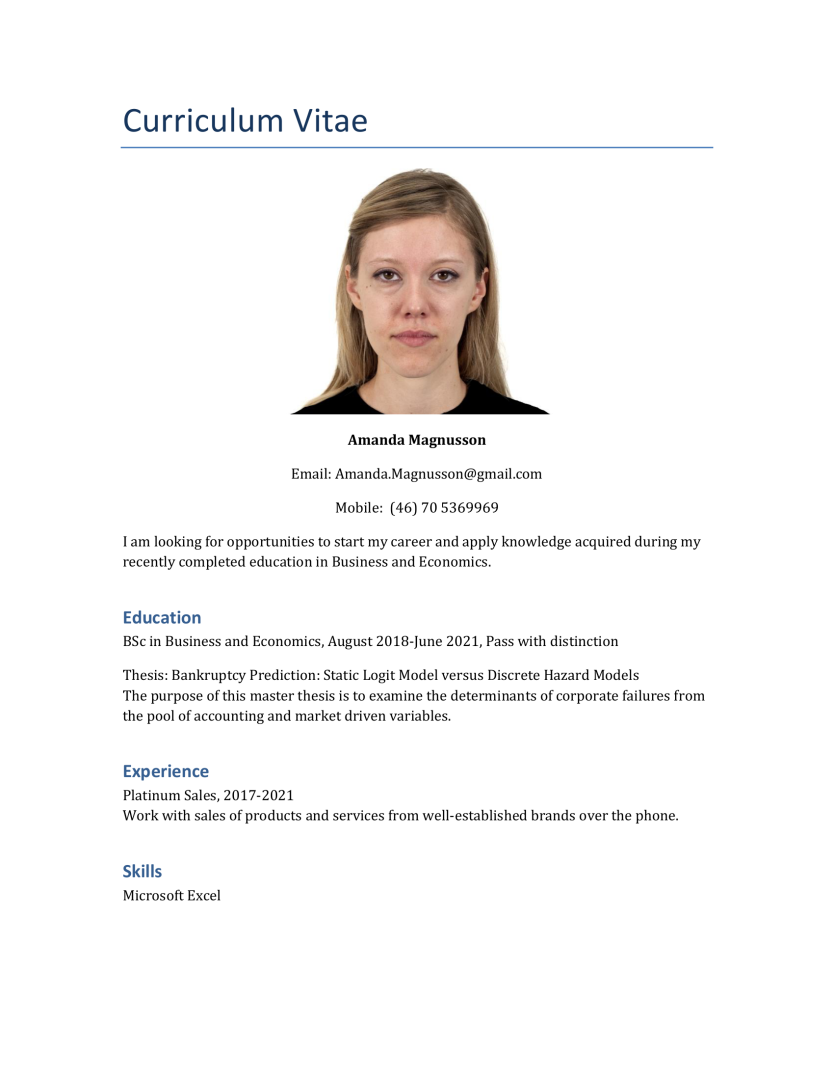 Curriculum Vitae
Amanda Magnusson
Email: Amanda.Magnusson@gmail.com
Mobile:  (46) 70 5369969
I am looking for opportunities to start my career and apply knowledge acquired during my
recently completed education in Business and Economics.
Education
BSc in Business and Economics, August 2018-June 2021, Pass with distinction
Thesis: Bankruptcy Prediction: Static Logit Model versus Discrete Hazard Models
The purpose of this master thesis is to examine the determinants of corporate failures from
the pool of accounting and market driven variables.
Experience
Platinum Sales, 2017-2021
Work with sales of products and services from well-established brands over the phone.
Skills
Microsoft Excel